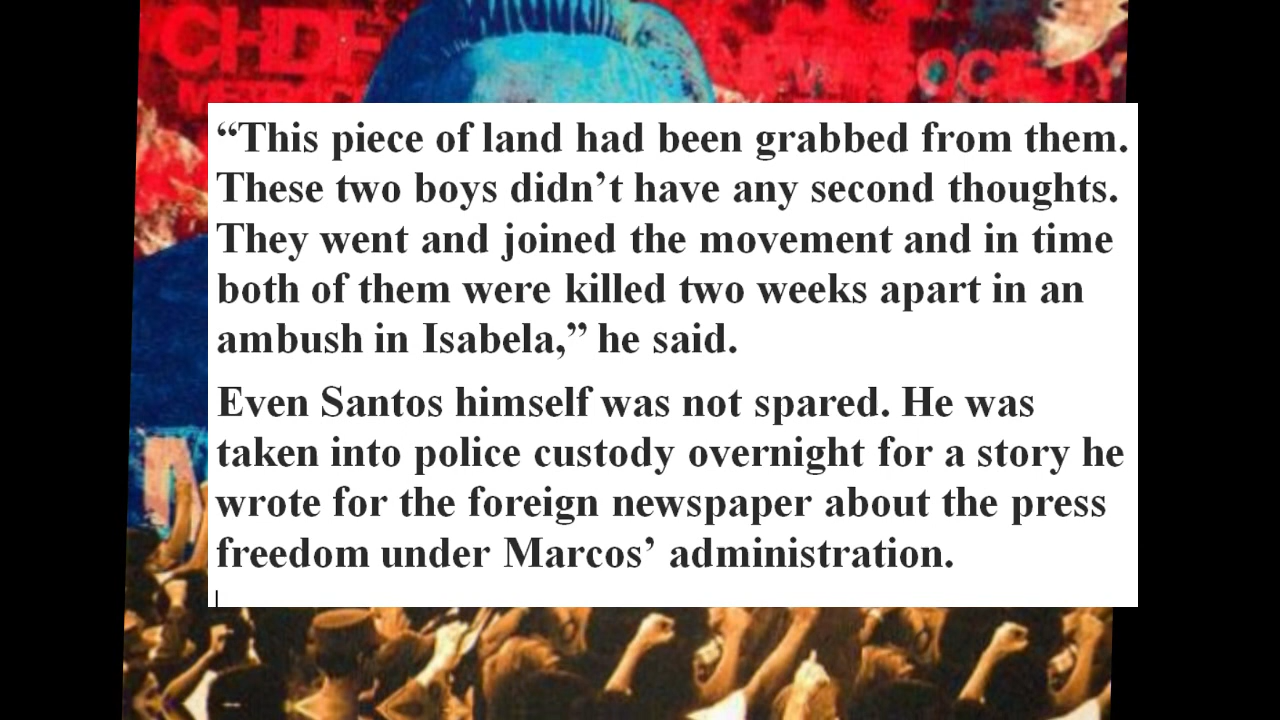 CHDF
SOCIETY
“This piece of land had been grabbed from them.
These two boys didn’t have any second thoughts.
They went and joined the movement and in time
both of them were killed two weeks apart in an
ambush in Isabela,” he said.
Even Santos himself was not spared. He was
taken into police custody overnight for a story he
wrote for the foreign newspaper about the press
freedom under Marcos’ administration.